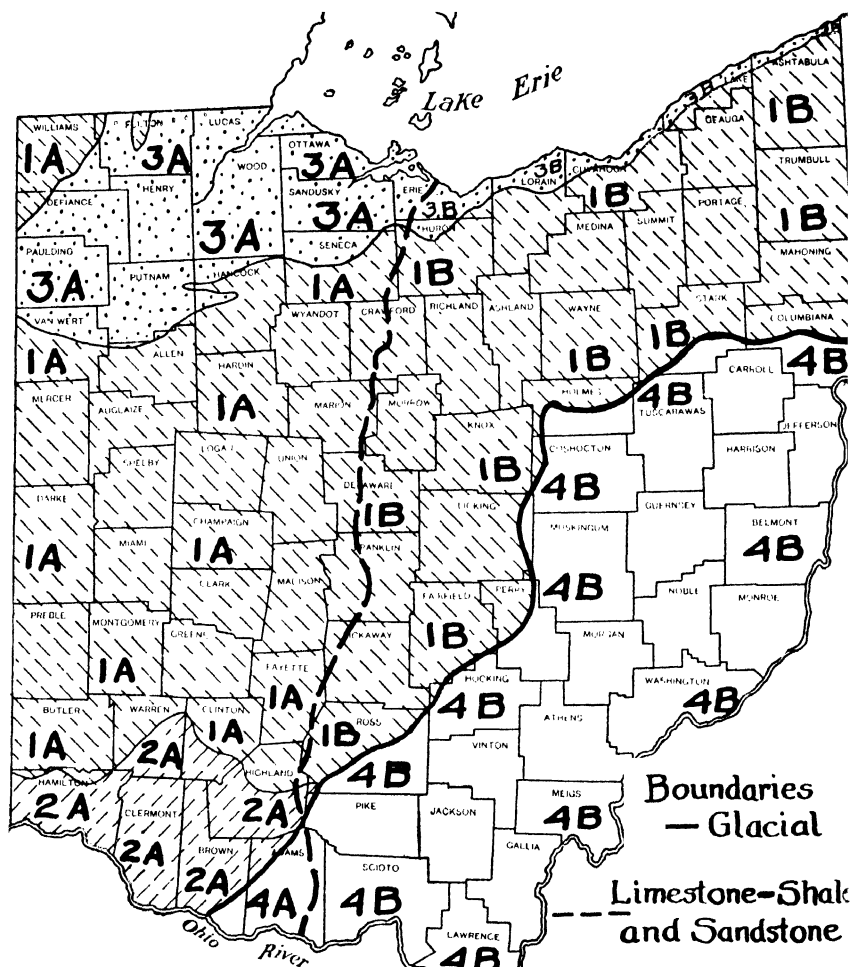 Lake Erie
3B
ASHTABULA
LAKE
3B
1B
GEAUGA
WILLIAMS
FULTON
LUCAS
OTTAWA
1A
3A
3A
WOOD
TRUMBULL
3B
CUYAHOGA
LORAIN
1B
HENRY
SANDUSKY
ERIE
DEFIANCE
3A
3B
PORTAGE
1B
3A
HURON
MEDINA
SUMMIT
PAULDING
SENECA
MAHONING
3A
PUTNAM
HANCOCK
1A
1B
STARK
VAN WERT
WYANDOT
CRAWFORD
RICHLAND
ASHLAND
WAYNE
COLUMBIANA
1B
1A
ALLEN
1B
4B
HARDIN
CARROLL
MERCER
1A
HOLMES
4B
AUGLAIZE
MARION
MORROW
TUSCARAWAS
KNOX
JEFFERSON
LOGAN
UNION
COSHOCTON
HARRISON
SHELBY
1B
DELAWARE
4B
DARKE
LICKING
GUERNSEY
1B
CHAMPAIGN
BELMONT
1A
MIAMI
1A
FRANKLIN
MUSKINGUM
4B
CLARK
MADISON
4B
FAIRFIELD
PERRY
NOBLE
MONROE
PREBLE
MONTGOMERY
GREENE
1B
MORGAN
ICKAWAY
1A
FAYETTE
1A
HOCKING
WASHINGTON
4B
4B
BUTLER
WARREN
CLINTON
1A
1B
ROSS
ATHENS
1A
2A
VINTON
HIGHLAND
4B
HAMILTON
2A
2A
Boundaries
MEIGS
— Glacial
PIKE
JACKSON
4B
CLERMONT
2A
GALLIA
BROWN
ADAMS
SCIOTO
2A
4A
4B
Limestone-Shale
and Sandstone
Ohio
River
LAWRENCE
4B